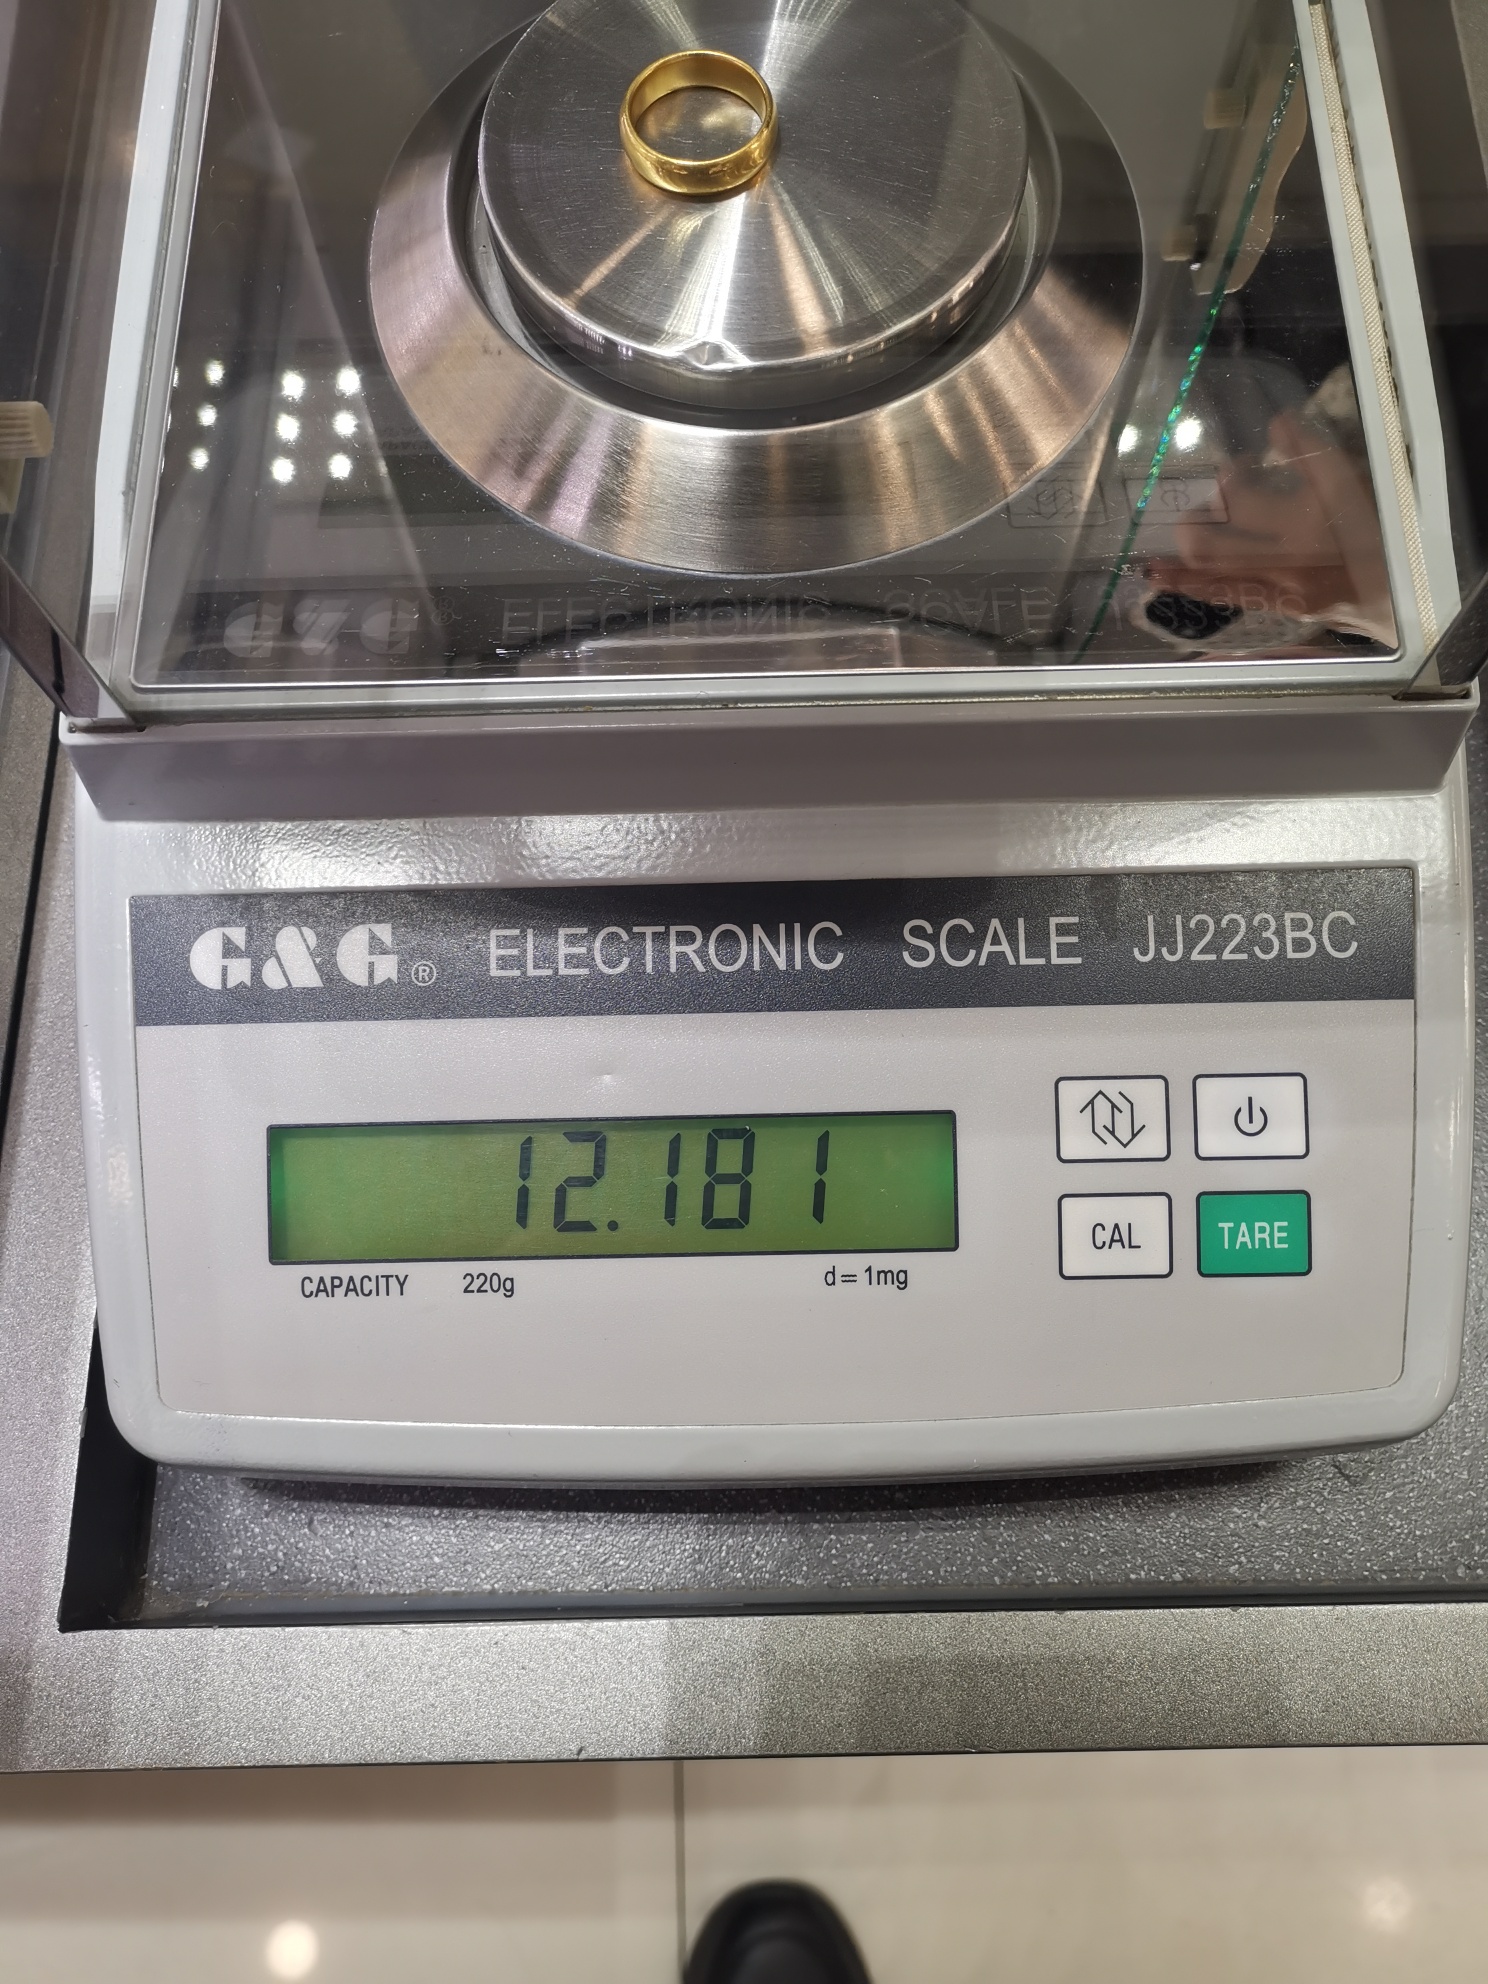 G&G® ELECTRONIC SCALE JJ223BC
12.181
CAPACITY 220g d=1mg
CAL TARE